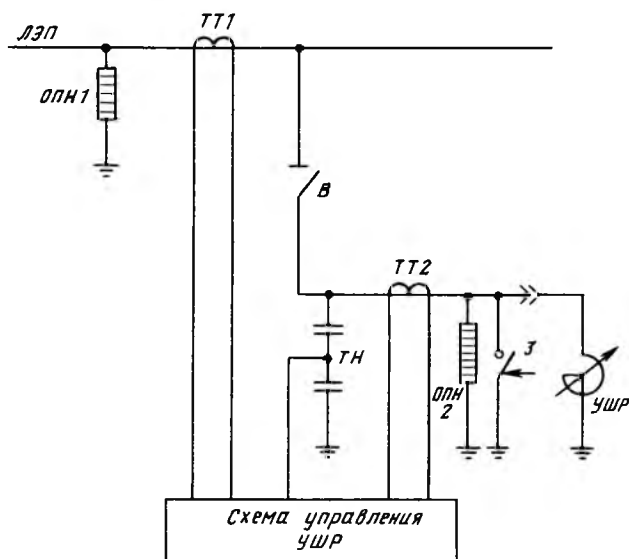 ТТ1
ЛЭП
ОПН1
В
ТТ2
ТН
З
ОПН
2
УШР
Схема управления
УШР